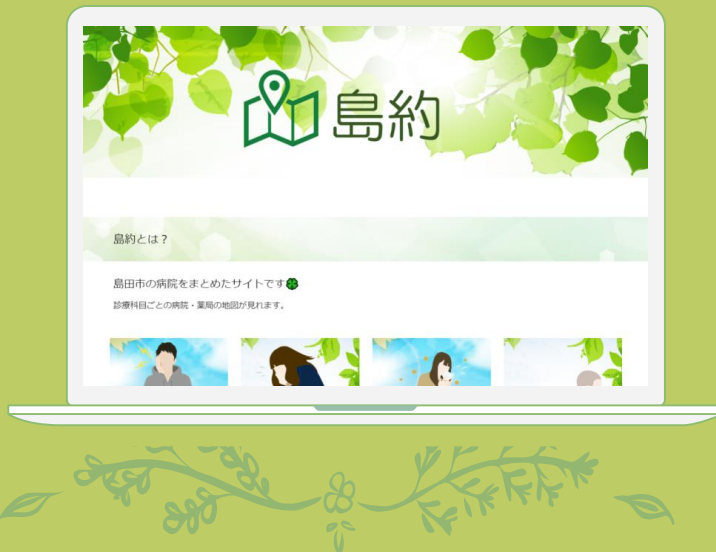 島約
島約とは？
島田市の病院をまとめたサイトです🍀
診療科目ごとの病院・薬局の地図が見れます。